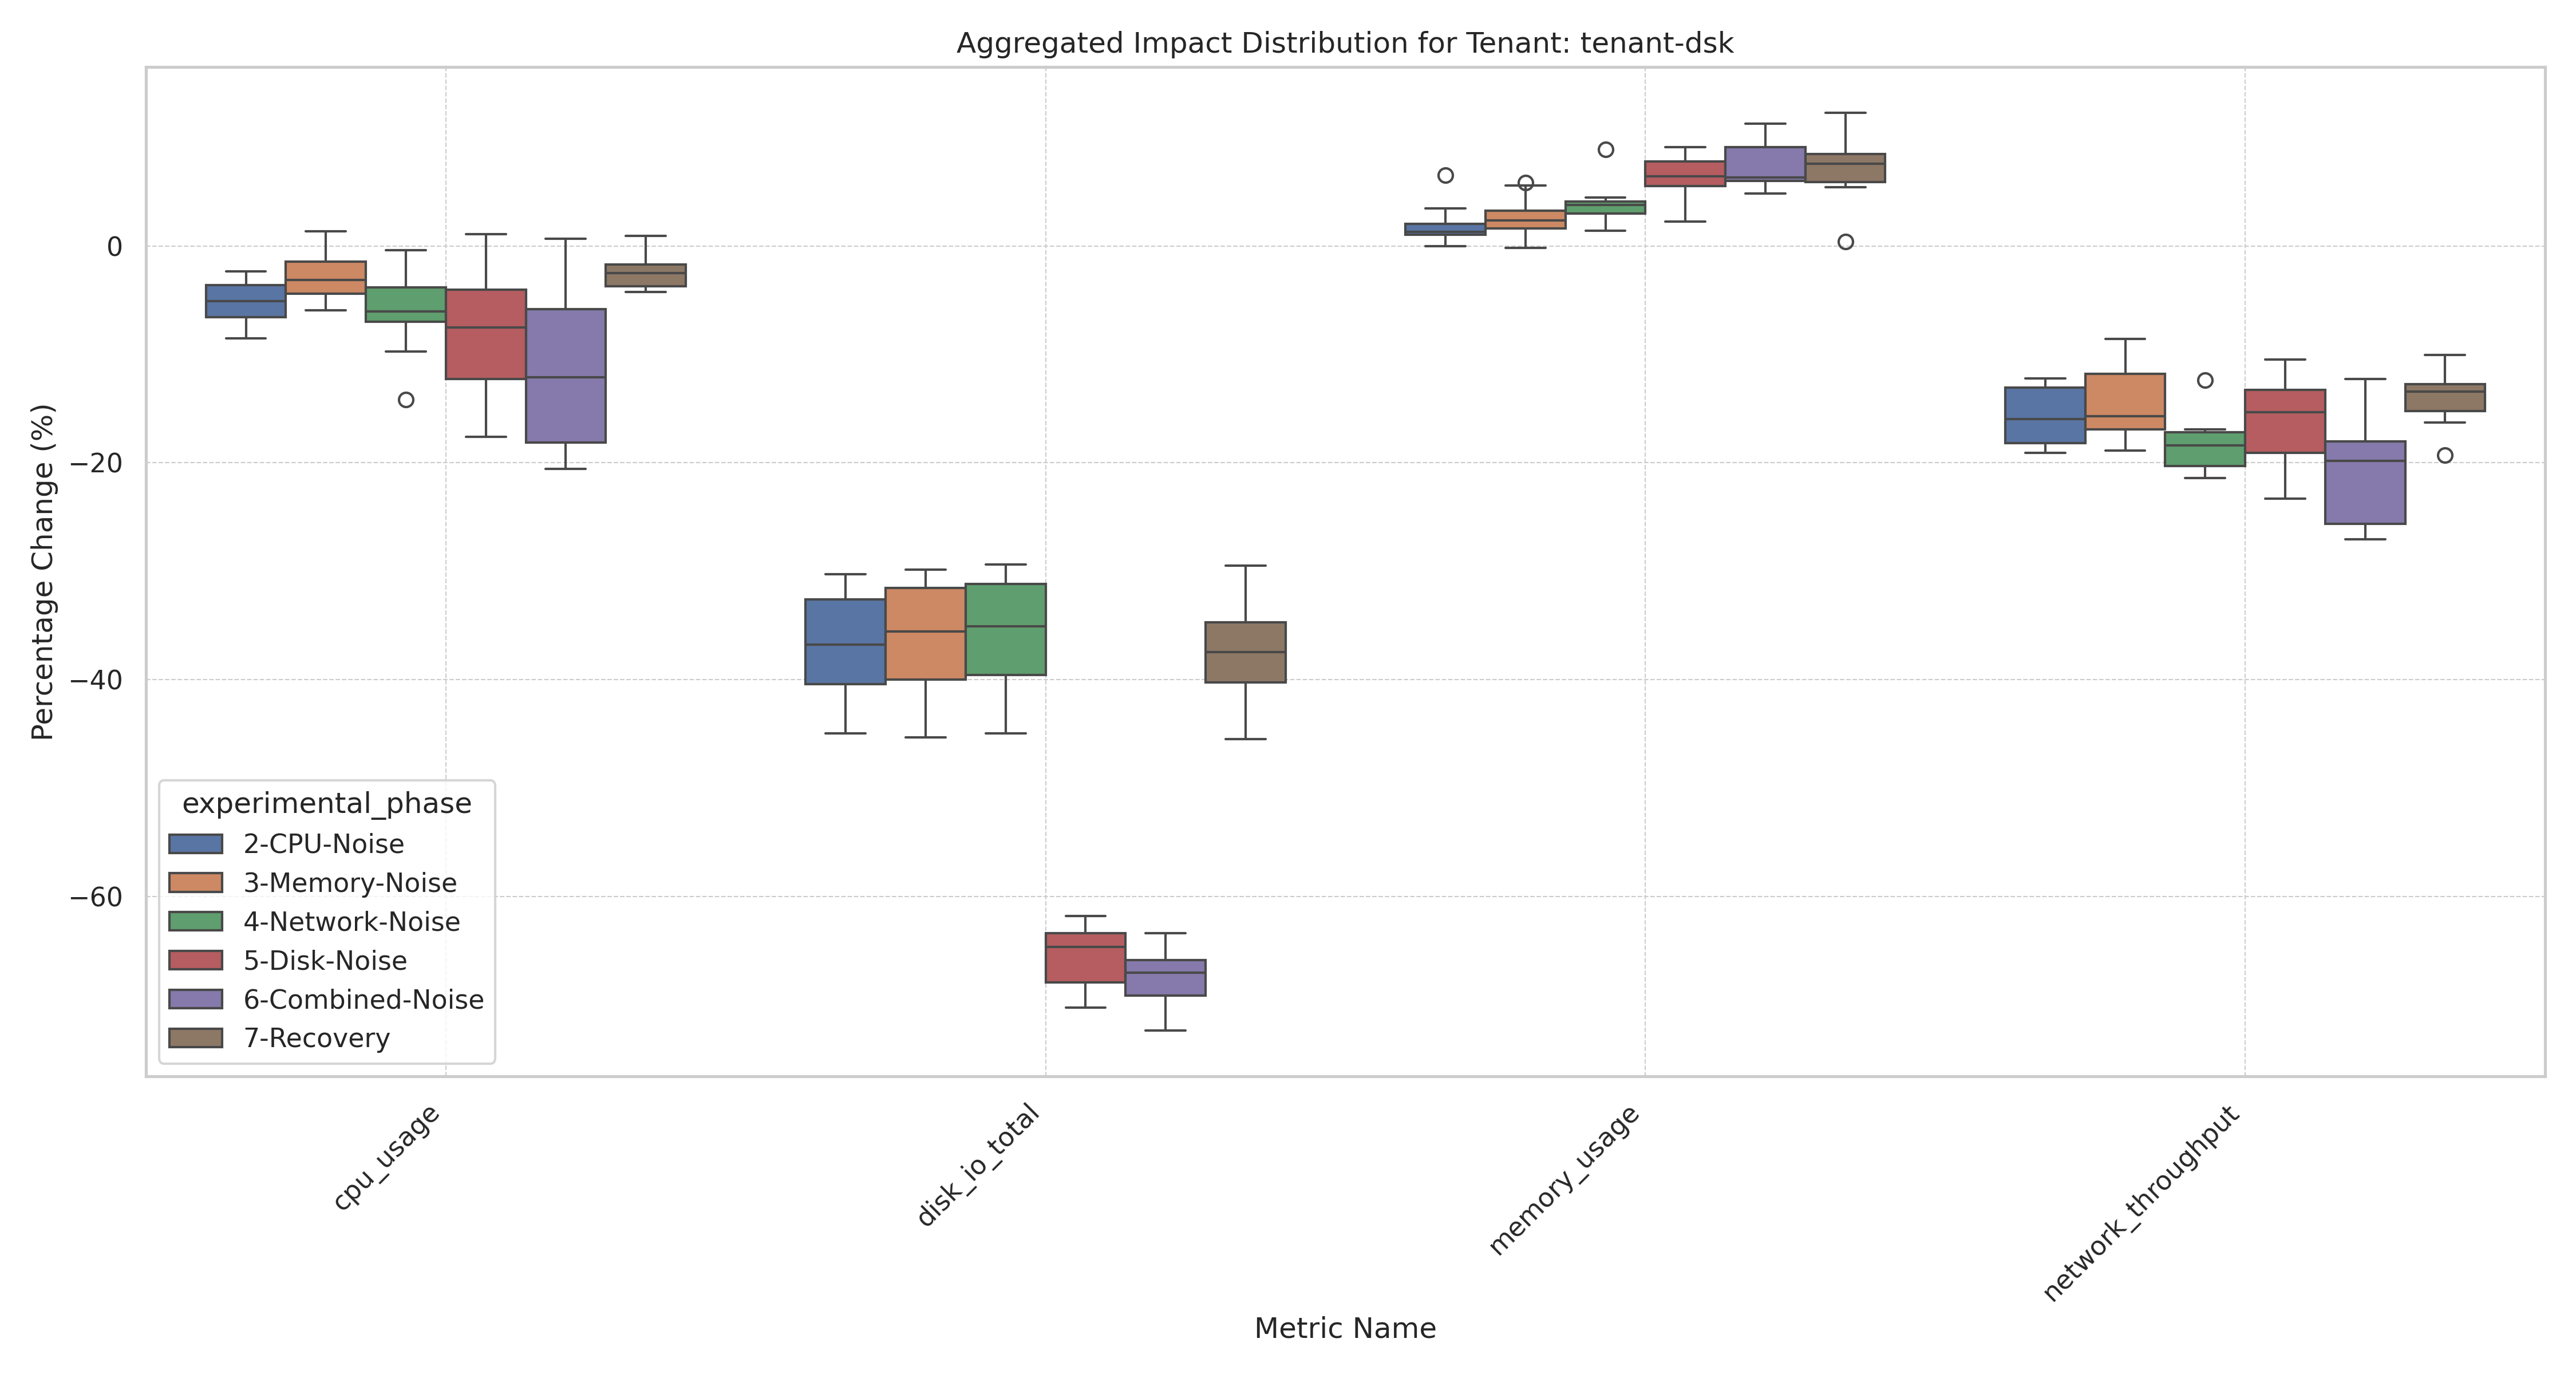 Aggregated Impact Distribution for Tenant: tenant-dsk
Percentage Change (%)
0
−20
−40
−60
experimental_phase
2-CPU-Noise
3-Memory-Noise
4-Network-Noise
5-Disk-Noise
6-Combined-Noise
7-Recovery
cpu_usage
disk_io_total
memory_usage
network_throughput
Metric Name